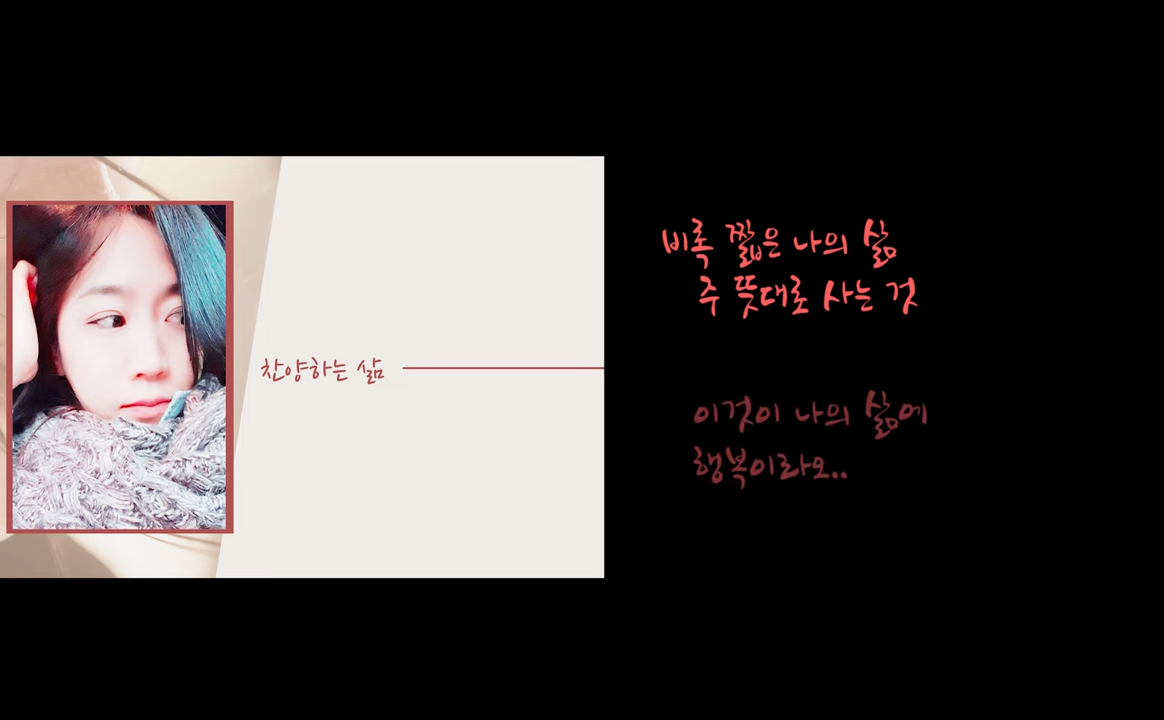 찬양하는 삶
비록 짧은 나의 삶
주 뜻대로 사는 것
이것이 나의 삶에
행복이라오..